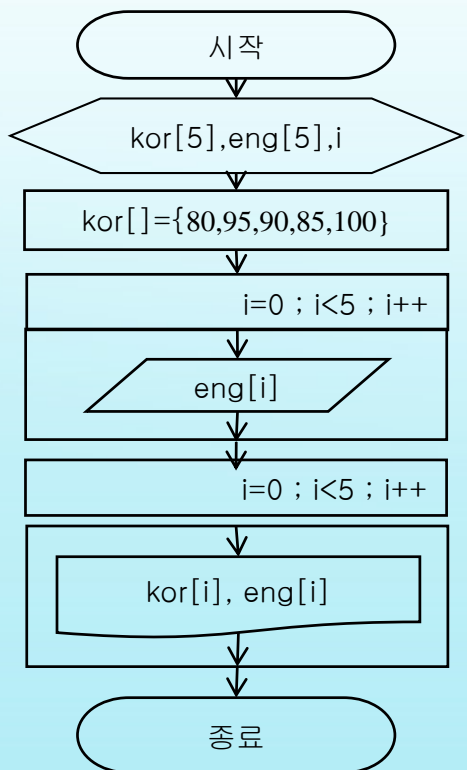 시작
kor[5],eng[5],i
kor[]={80,95,90,85,100}
i=0 ; i<5 ; i++
eng[i]
i=0 ; i<5 ; i++
kor[i], eng[i]
종료